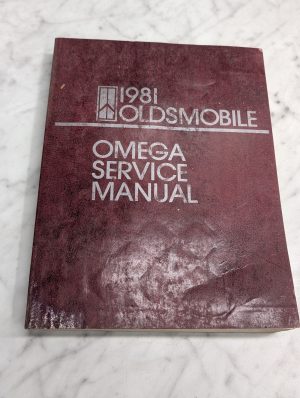 1981
OLDSMOBILE
OMEGA
SERVICE
MANUAL